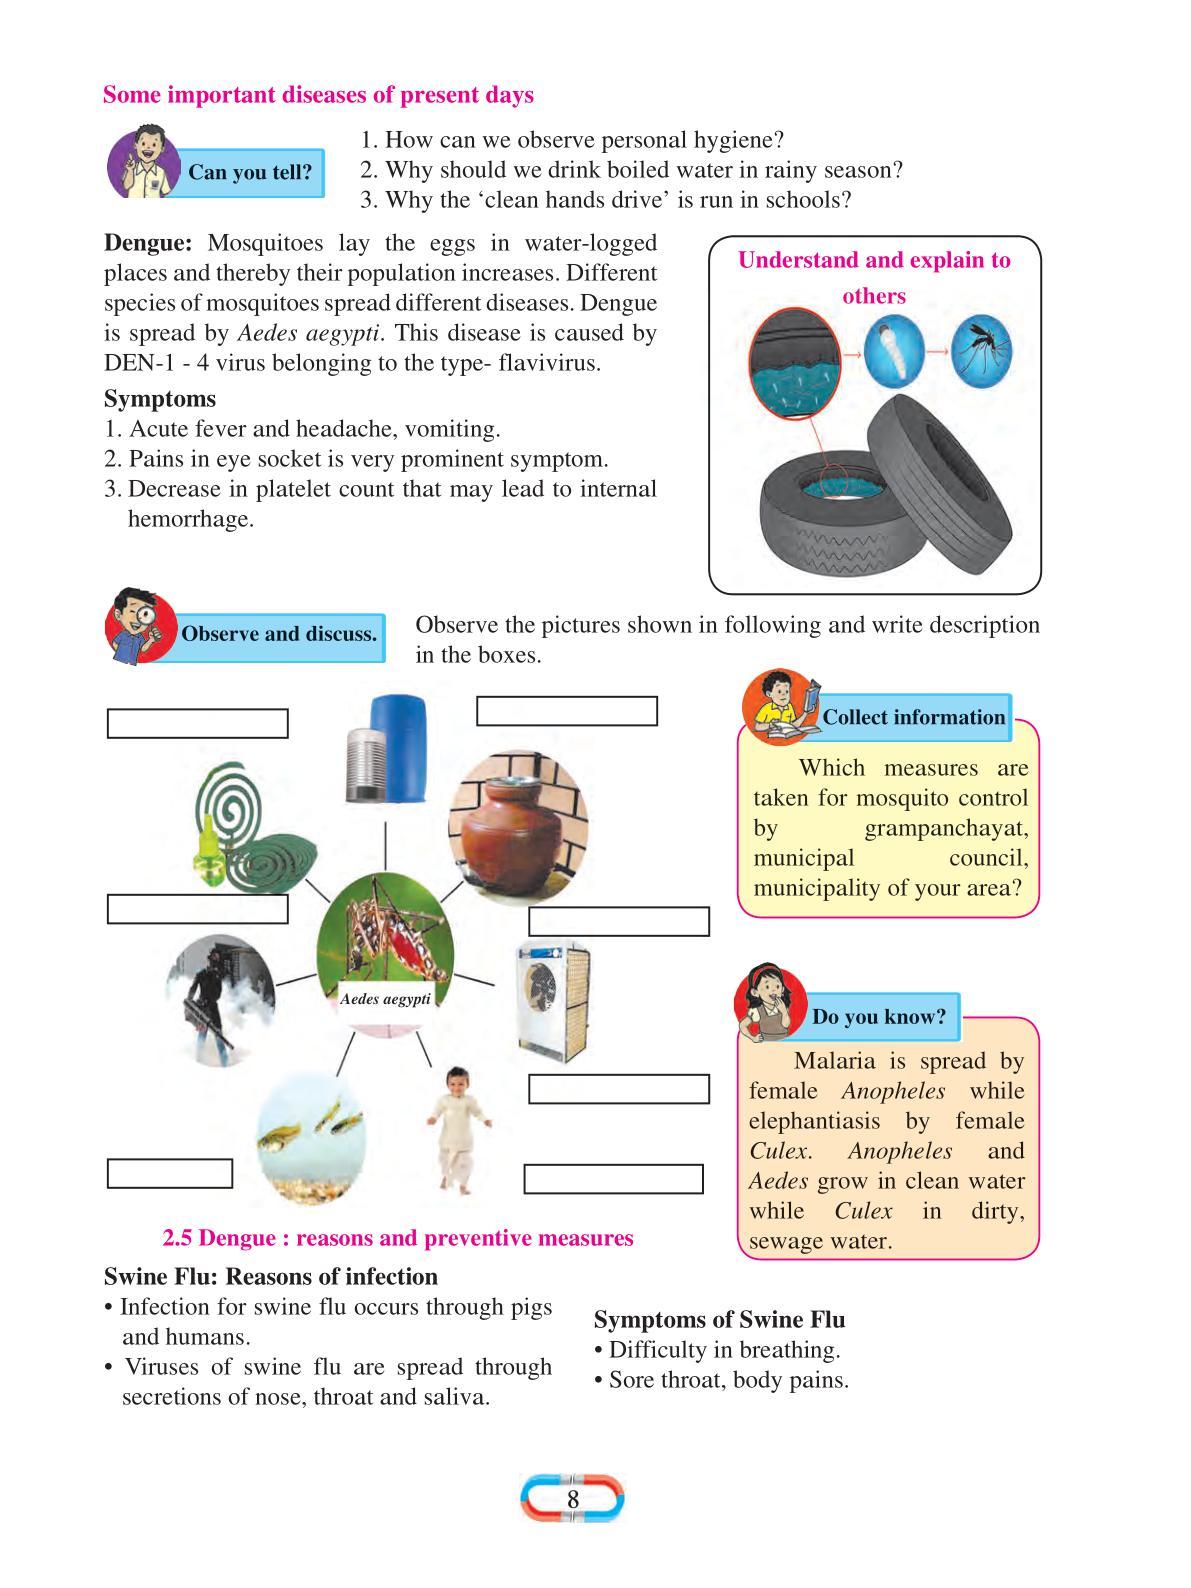 Some important diseases of present days
Can you tell?
1. How can we observe personal hygiene?
2. Why should we drink boiled water in rainy season?
3. Why the ‘clean hands drive’ is run in schools?
Dengue: Mosquitoes lay the eggs in water-logged
places and thereby their population increases. Different
species of mosquitoes spread different diseases. Dengue
is spread by Aedes aegypti. This disease is caused by
DEN-1 - 4 virus belonging to the type- flavivirus.
Symptoms
1. Acute fever and headache, vomiting.
2. Pains in eye socket is very prominent symptom.
3. Decrease in platelet count that may lead to internal
hemorrhage.
Understand and explain to
others
Observe and discuss.
Observe the pictures shown in following and write description
in the boxes.
Aedes aegypti
Collect information
Which measures are
taken for mosquito control
by grampanchayat,
municipal council,
municipality of your area?
Do you know?
Malaria is spread by
female Anopheles while
elephantiasis by female
Culex. Anopheles and
Aedes grow in clean water
while Culex in dirty,
sewage water.
2.5 Dengue : reasons and preventive measures
Swine Flu: Reasons of infection
• Infection for swine flu occurs through pigs
and humans.
• Viruses of swine flu are spread through
secretions of nose, throat and saliva.
Symptoms of Swine Flu
• Difficulty in breathing.
• Sore throat, body pains.
8